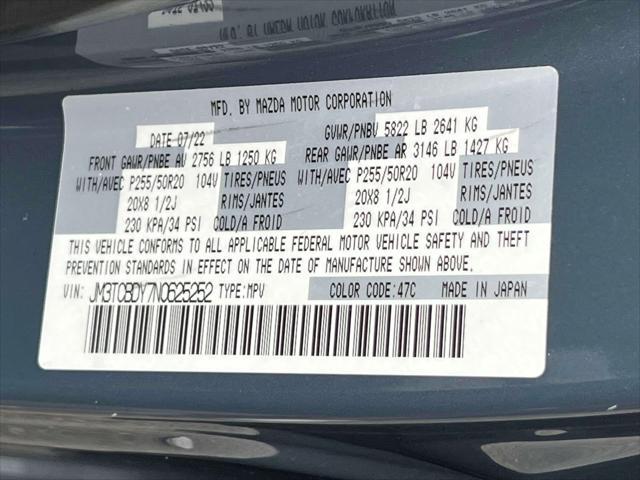 MFD. BY MAZDA MOTOR CORPORATION
DATE 07/22 GVWR/PNBV 5822 LB 2641 KG
FRONT GAWR/PNBE AV 2756 LB 1250 KG REAR GAWR/PNBE AR 3146 LB 1427 KG
WITH/AVEC P255/50R20 104V TIRES/PNEUS WITH/AVEC P255/50R20 104V TIRES/PNEUS
20X8 1/2J RIMS/JANTES 20X8 1/2J RIMS/JANTES
230 KPA/34 PSI COLD/A FROID 230 KPA/34 PSI COLD/A FROID
THIS VEHICLE CONFORMS TO ALL APPLICABLE FEDERAL MOTOR VEHICLE SAFETY AND THEFT
PREVENTION STANDARDS IN EFFECT ON THE DATE OF MANUFACTURE SHOWN ABOVE.
VIN: JM3TCBDY7N0625252 TYPE:MPV COLOR CODE:47C MADE IN JAPAN